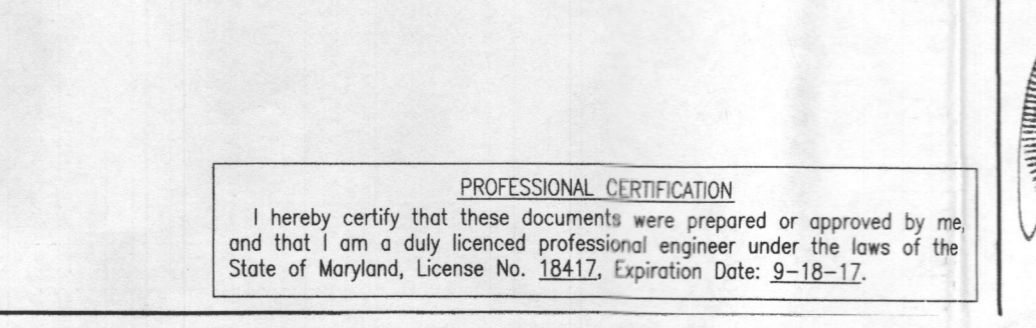 PROFESSIONAL CERTIFICATION
I hereby certify that these documents were prepared or approved by me,
and that I am a duly licenced professional engineer under the laws of the
State of Maryland, License No. 18417, Expiration Date: 9-18-17.